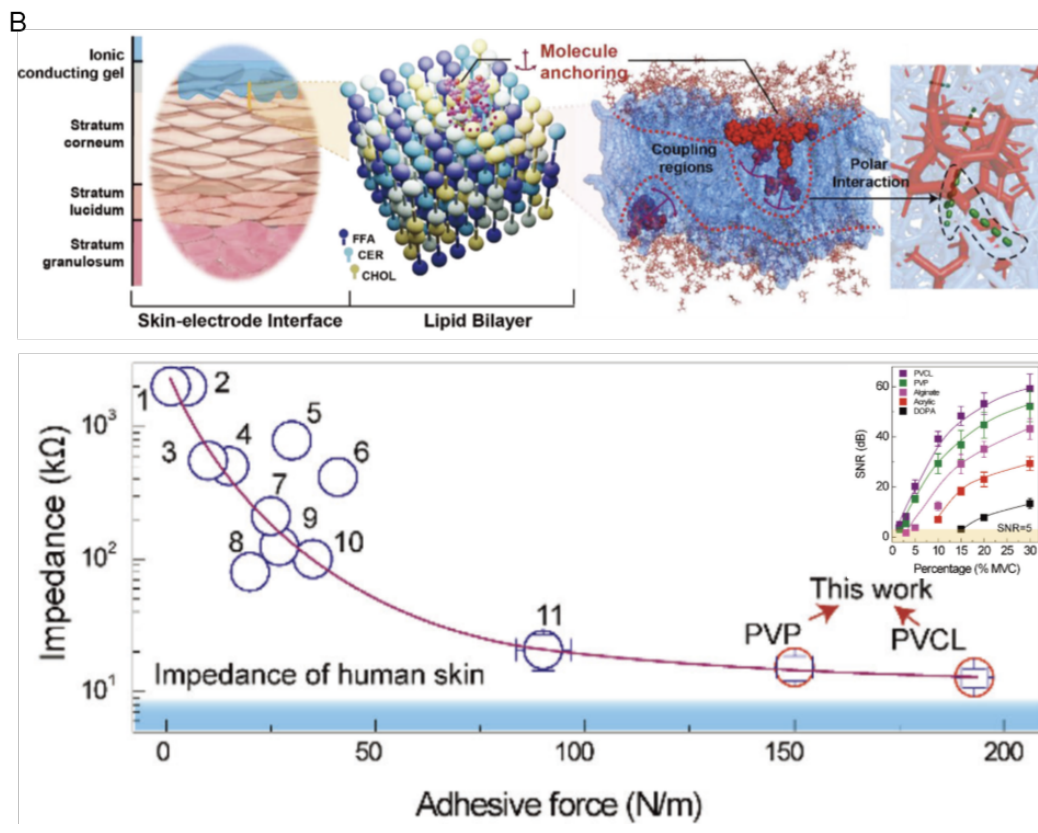 B
Ionic
conducting gel
Stratum
corneum
Stratum
lucidum
Stratum
granulosum
Skin-electrode Interface
FFA
CER
CHOL
Lipid Bilayer
Molecule
anchoring
Coupling
regions
Polar
Interaction
Impedance (kΩ)
10³
10²
10¹
1
2
3
4
5
6
7
8
9
10
11
PVP
PVCL
This work
Impedance of human skin
0
50
100
150
200
Adhesive force (N/m)
PVCL
PVP
Alginate
Acrylic
DOPA
SNR (dB)
60
40
20
0
SNR=5
0
5
10
15
20
25
30
Percentage (% MVC)